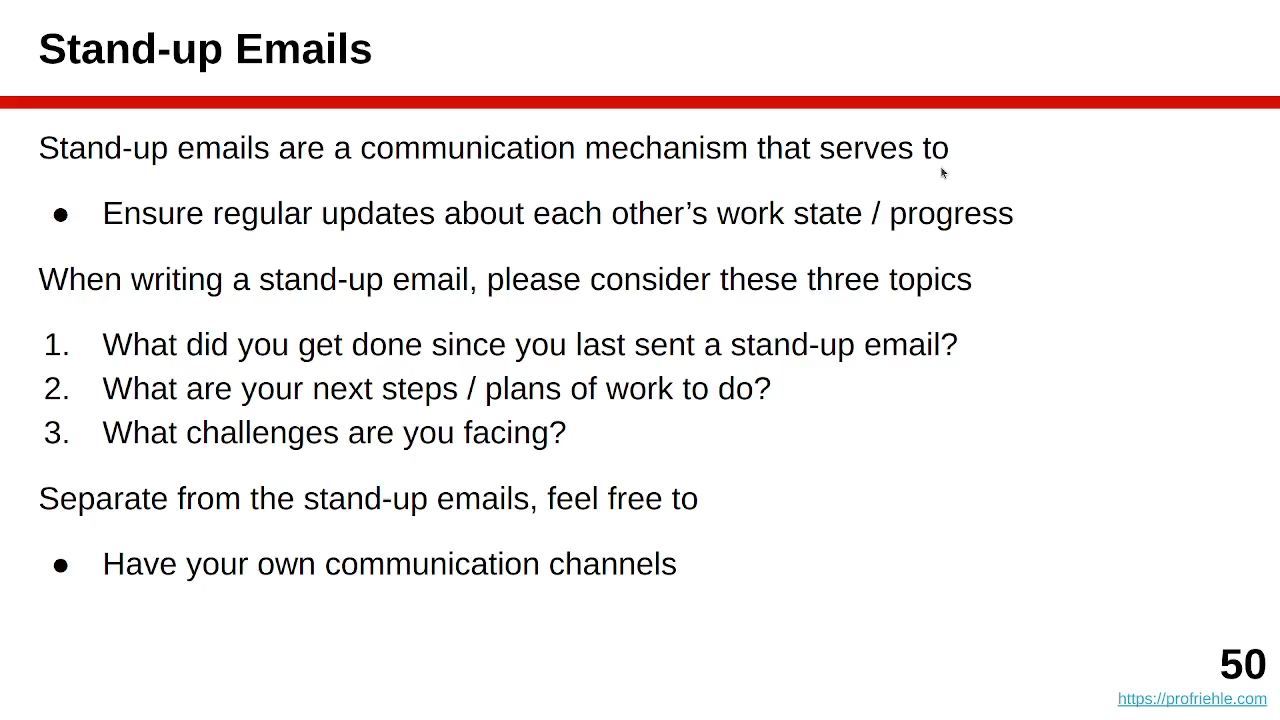 Stand-up Emails
Stand-up emails are a communication mechanism that serves to
● Ensure regular updates about each other’s work state / progress
When writing a stand-up email, please consider these three topics
1. What did you get done since you last sent a stand-up email?
2. What are your next steps / plans of work to do?
3. What challenges are you facing?
Separate from the stand-up emails, feel free to
● Have your own communication channels
50
https://profriehle.com